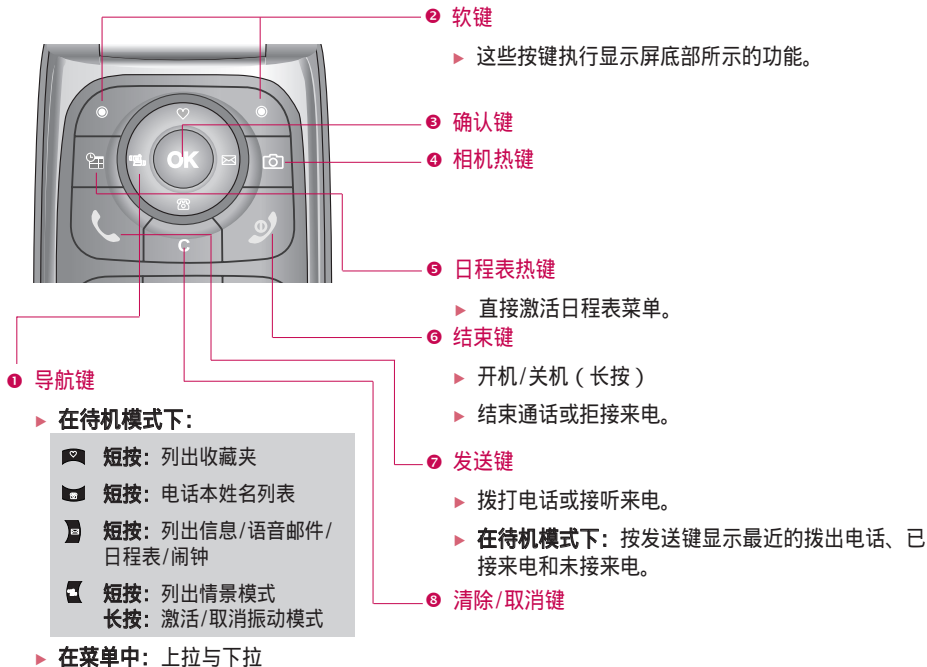 ❷ 软键
▶ 这些按键执行显示屏底部所示的功能。
❸ 确认键
❹ 相机热键
OK
C
❺ 日程表热键
▶ 直接激活日程表菜单。
❻ 结束键
▶ 开机/关机（长按）
▶ 结束通话或拒接来电。
❶ 导航键
▶ 在待机模式下：
短按：列出收藏夹
短按：电话本姓名列表
短按：列出信息/语音邮件/
日程表/闹钟
短按：列出情景模式
长按：激活/取消振动模式
▶ 在菜单中：上拉与下拉
❼ 发送键
▶ 拨打电话或接听来电。
▶ 在待机模式下：按发送键显示最近的拨出电话、已
接来电和未接来电。
❽ 清除/取消键